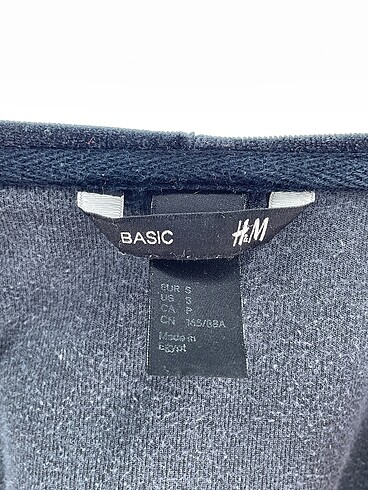 BASIC H&M
EUR S
US S
CA P
CN 165/88A
Made in
Egypt